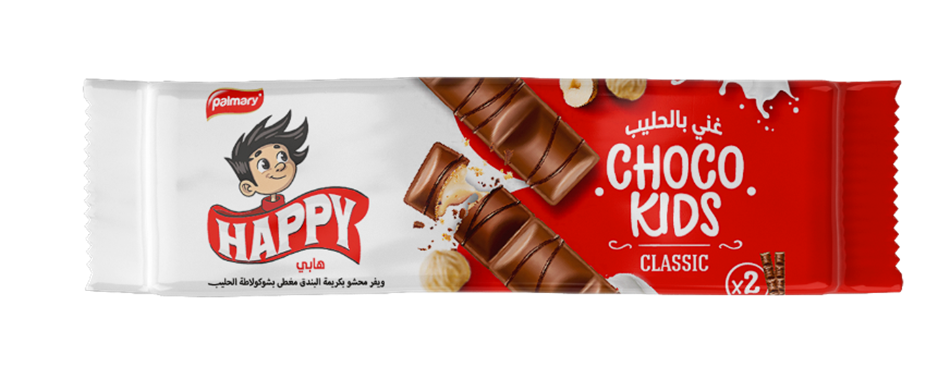 palmary
HAPPY
هابي
ويفر محشو بكريمة البندق مغطى بشوكولاطة الحليب
غني بالحليب
CHOCO
KIDS
CLASSIC
x2